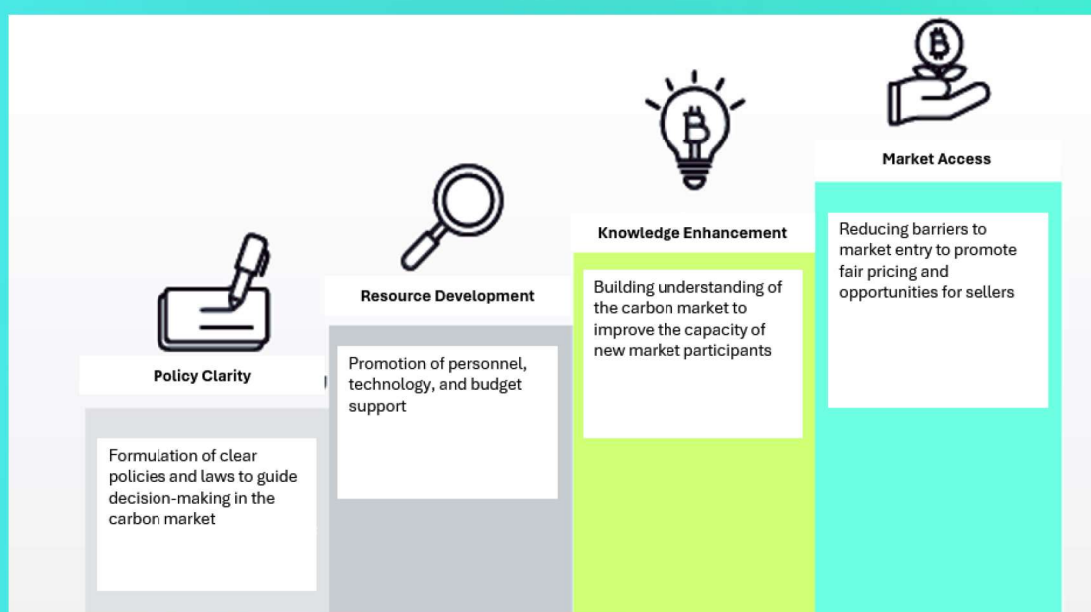 Policy Clarity
Formulation of clear
policies and laws to guide
decision-making in the
carbon market
Resource Development
Promotion of personnel,
technology, and budget
support
Knowledge Enhancement
Building understanding of
the carbon market to
improve the capacity of
new market participants
Market Access
Reducing barriers to
market entry to promote
fair pricing and
opportunities for sellers